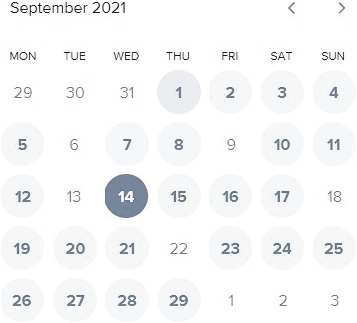 September 2021
MON TUE WED THU FRI SAT SUN
29 30 31 1 2 3 4
5 6 7 8 9 10 11
12 13 14 15 16 17 18
19 20 21 22 23 24 25
26 27 28 29 1 2 3